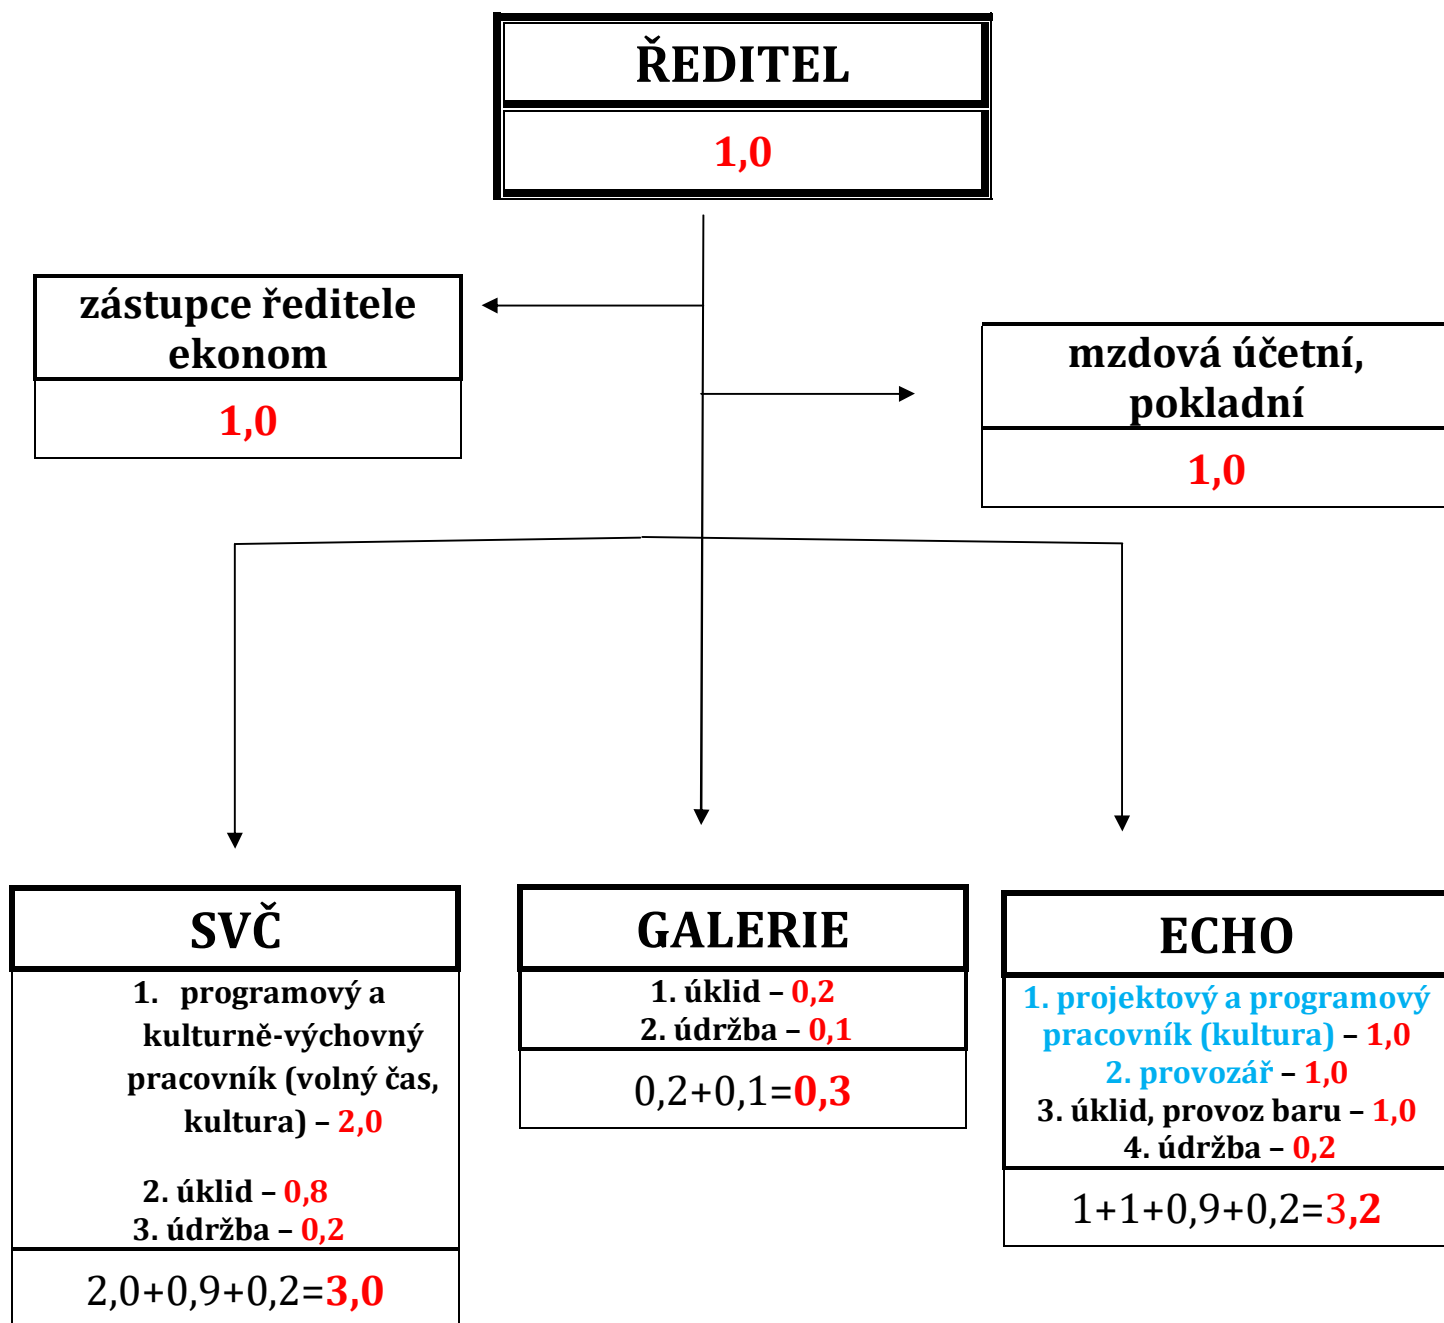 ŘEDITEL
1,0
zástupce ředitele
ekonom
1,0
mzdová účetní,
pokladní
1,0
SVČ
1. programový a
kulturně-výchovný
pracovník (volný čas,
kultura) – 2,0
2. úklid – 0,8
3. údržba – 0,2
2,0+0,9+0,2=3,0
GALERIE
1. úklid – 0,2
2. údržba – 0,1
0,2+0,1=0,3
ECHO
1. projektový a programový
pracovník (kultura) – 1,0
2. provozář – 1,0
3. úklid, provoz baru – 1,0
4. údržba – 0,2
1+1+0,9+0,2=3,2